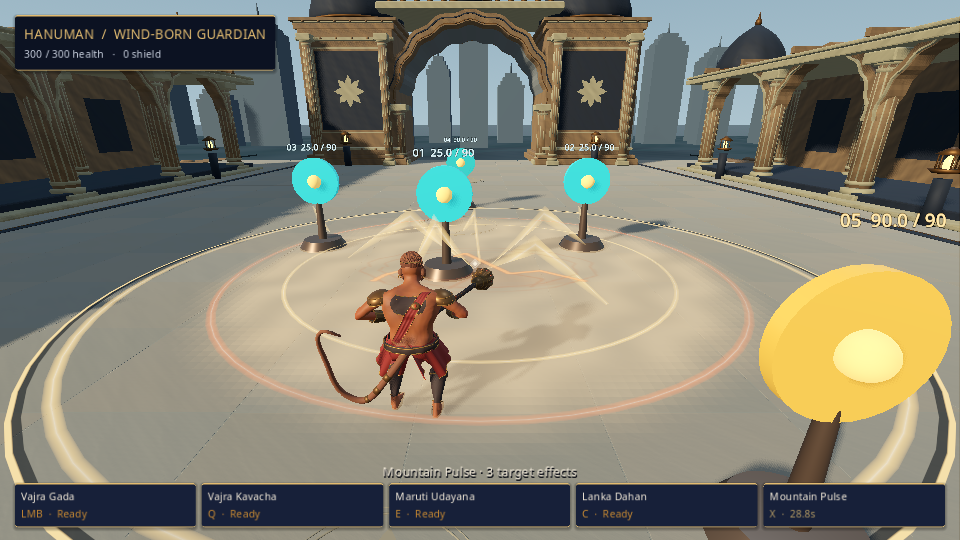 HANUMAN / WIND-BORN GUARDIAN
300 / 300 health · 0 shield
03 25.0 / 90
01 25.0 / 90
02 25.0 / 90
05 90.0 / 90
Mountain Pulse · 3 target effects
Vajra Gada
LMB · Ready
Vajra Kavacha
Q · Ready
Maruti Udayana
E · Ready
Lanka Dahan
C · Ready
Mountain Pulse
X · 28.8s